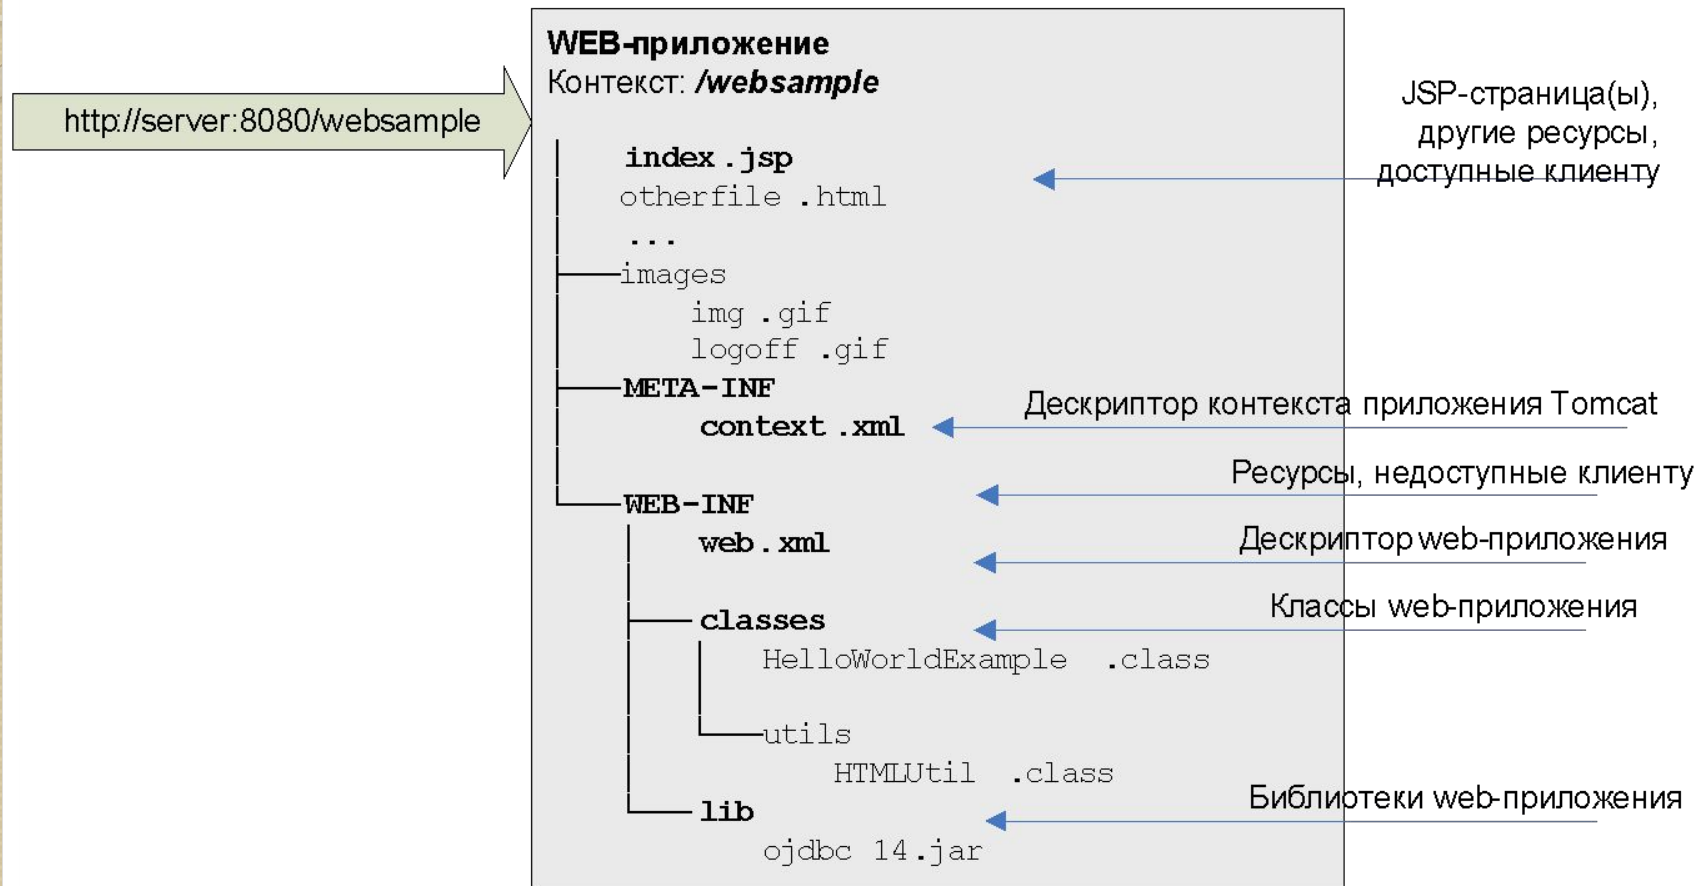 WEB-приложение
Контекст: /websample
http://server:8080/websample
JSP-страница(ы),
другие ресурсы,
доступные клиенту
index.jsp
otherfile .html
...
images
img .gif
logoff .gif
META-INF
context .xml
Дескриптор контекста приложения Tomcat
Ресурсы, недоступные клиенту
WEB-INF
web.xml
Дескриптор web-приложения
Классы web-приложения
classes
HelloWorldExample .class
utils
HTMLUtil .class
Библиотеки web-приложения
lib
ojdbc 14.jar